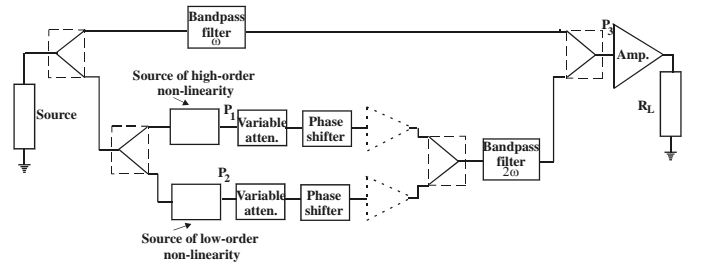 Bandpass
filter
ω
P3
Amp.
Source of high-order
non-linearity
Source
RL
P1
Variable
atten.
Phase
shifter
Bandpass
filter
2ω
P2
Variable
atten.
Phase
shifter
Source of low-order
non-linearity